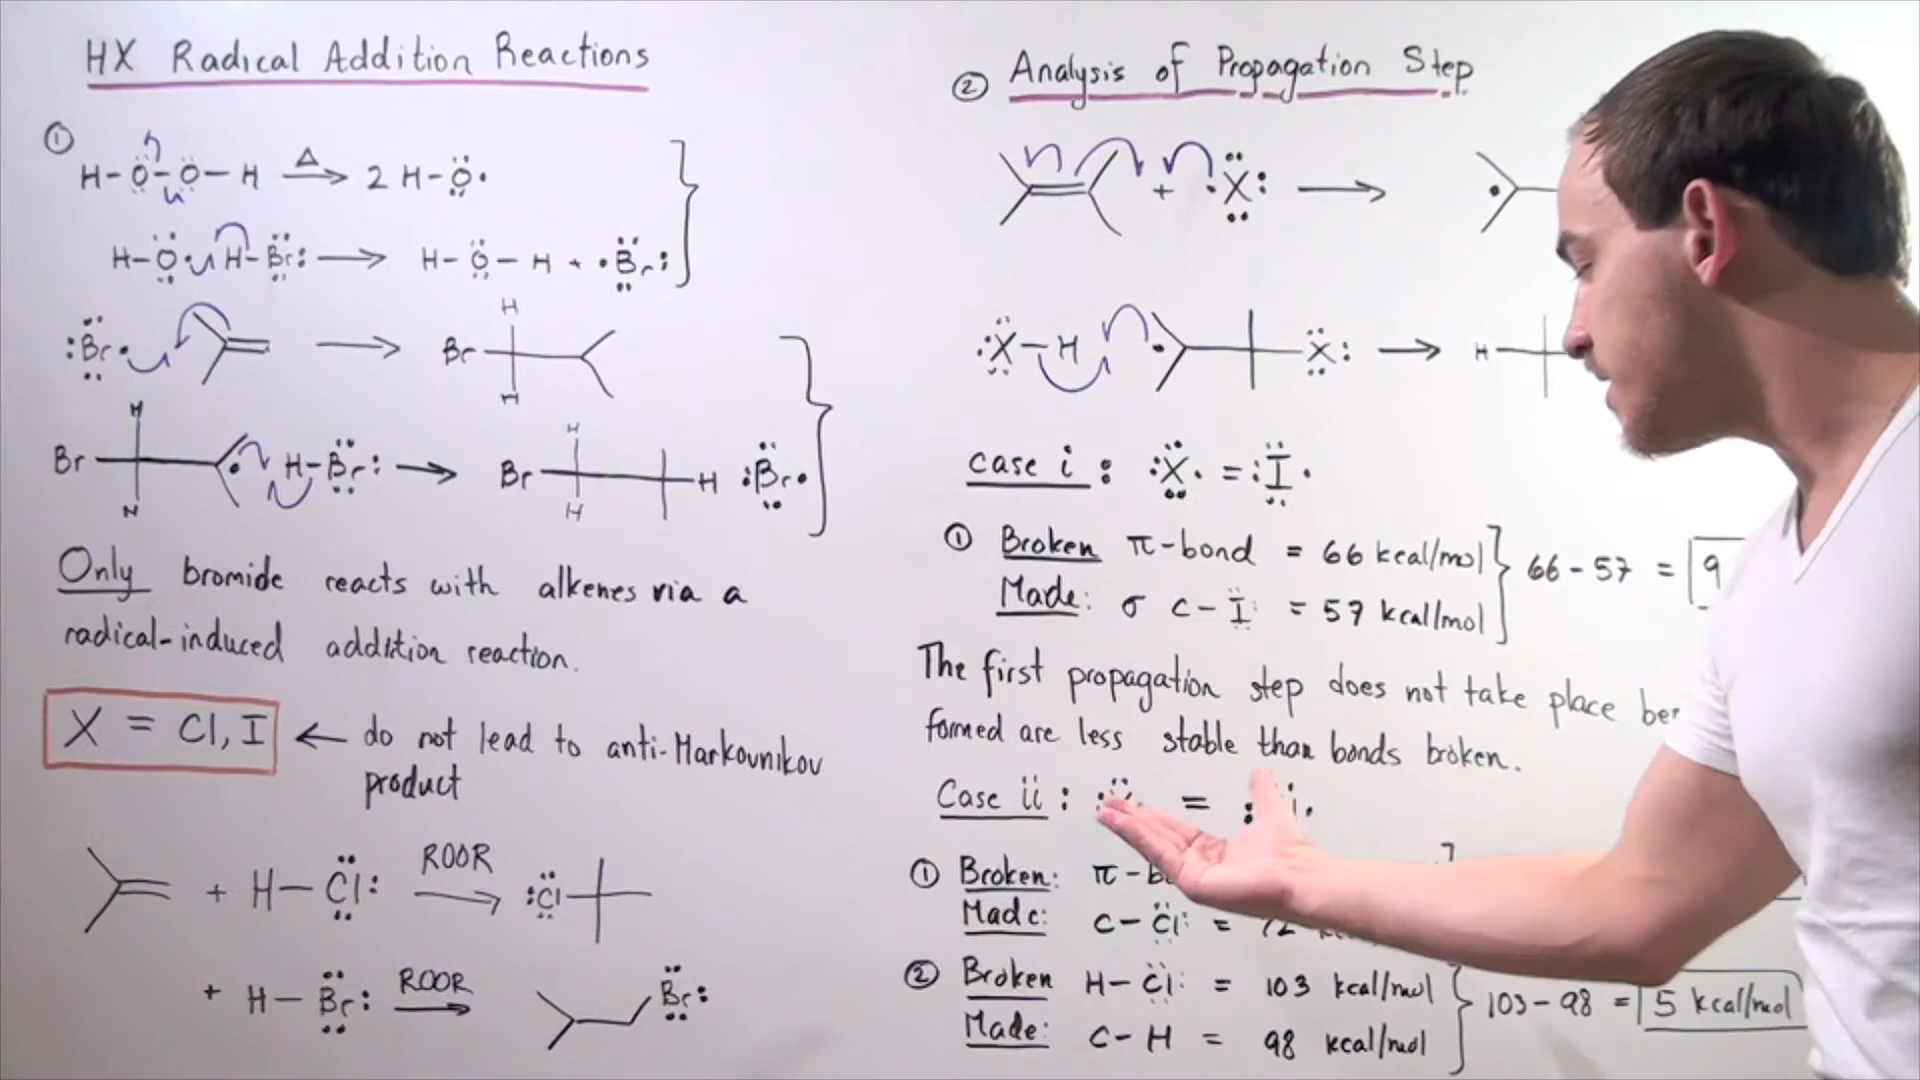 HX Radical Addition Reactions
①
H-O-O-H Δ→ 2 H-O·
H-O· H-Br: → H-O-H + ·Br:
:Br· → Br H H
Br H H H-Br: → Br H H H :Br·
Only bromide reacts with alkenes via a
radical-induced addition reaction.
X = Cl, I ← do not lead to anti-Markovnikov
product
+ H-Cl: ROOR → :Cl
+ H-Br: ROOR → Br:
② Analysis of Propagation Step
+ ·X: →
:X-H · X: → H
case i : :X· = :I·
① Broken π-bond = 66 kcal/mol } 66-57 = 9
Made: σ C-I: = 57 kcal/mol
The first propagation step does not take place
formed are less stable than bonds broken.
Case ii : =
① Broken: π-
Made: C-Cl: =
② Broken H-Cl: = 103 kcal/mol } 103-98 = 5 kcal/mol
Made: C-H = 98 kcal/mol